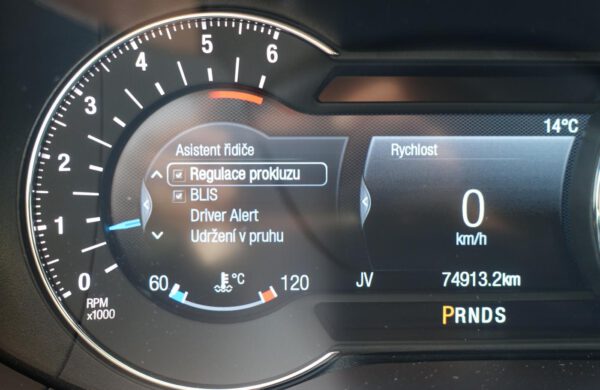 6
5
4
3
2
1
0
RPM
x1000
Asistent řidiče
Regulace prokluzu
BLIS
Driver Alert
Udržení v pruhu
60 °C 120
14°C
Rychlost
0
km/h
JV 74913.2km
PRNDS